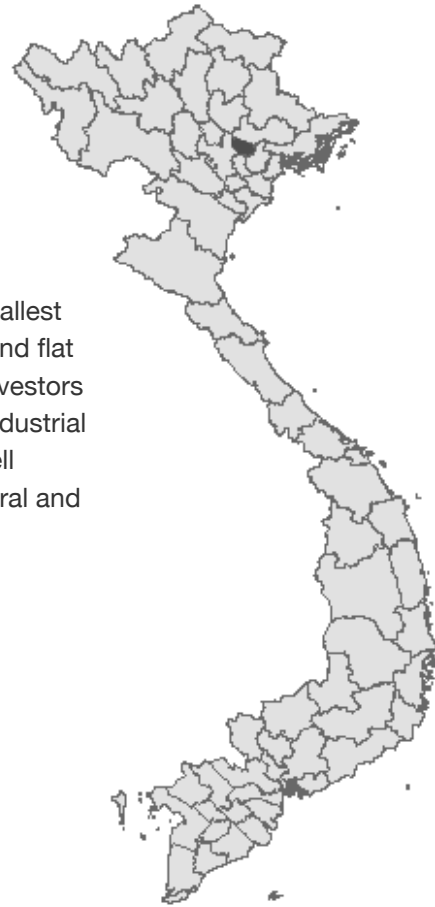 allest
nd flat
vestors
dustrial
ell
ral and